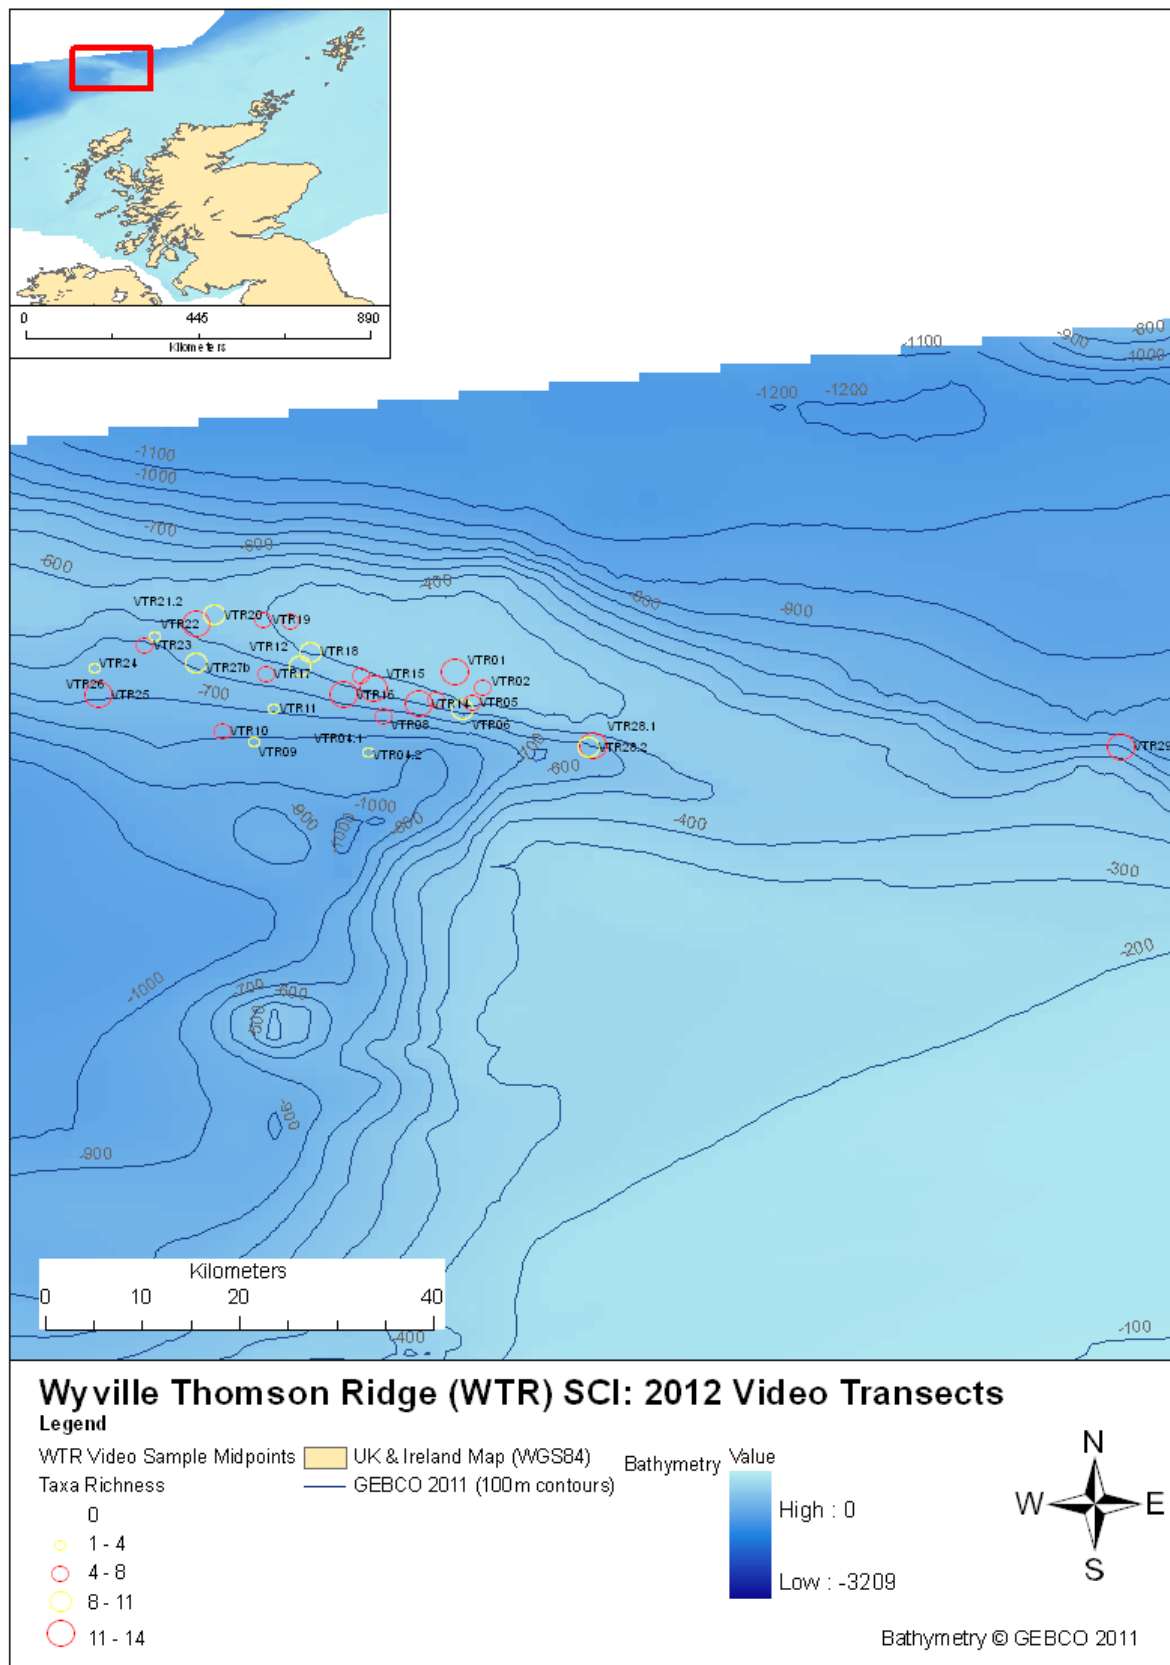 0 445 890
Kilometers
-800
-900
-1000
-1100
-1200
-1200
-1100
-1000
-700
-600
-600
-400
-800
-900
VTR21.2
VTR20
VTR19
VTR22
VTR23
VTR12
VTR18
VTR24
VTR27b
VTR17
VTR15
VTR01
VTR26
VTR25
-700
VTR16
VTR02
VTR11
VTR14
VTR05
VTR08
VTR06
VTR10
VTR09
VTR04.1
VTR04.2
VTR28.1
VTR28.2
VTR29
-700
-600
-900
-1000
-1000
-800
-400
-300
-200
-1000
-700
-600
-500
-900
-900
Kilometers
0 10 20 40
-400
-100
Wyville Thomson Ridge (WTR) SCI: 2012 Video Transects
Legend
WTR Video Sample Midpoints
Taxa Richness
0
1 - 4
4 - 8
8 - 11
11 - 14
UK & Ireland Map (WGS84)
GEBCO 2011 (100m contours)
Bathymetry
Value
High : 0
Low : -3209
N
W E
S
Bathymetry © GEBCO 2011